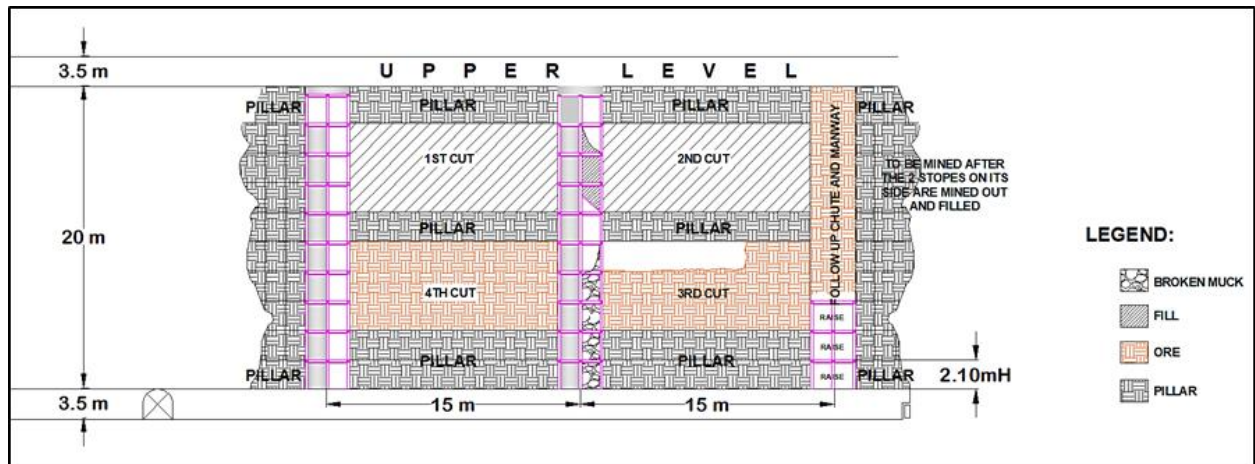 3.5 m
U P P E R L E V E L
PILLAR
PILLAR
PILLAR
PILLAR
1ST CUT
2ND CUT
FOLLOW UP CHUTE AND MANWAY
TO BE MINED AFTER
THE 2 STOPES ON ITS
SIDE ARE MINED OUT
AND FILLED
PILLAR
PILLAR
20 m
4TH CUT
3RD CUT
RAISE
RAISE
RAISE
PILLAR
PILLAR
PILLAR
PILLAR
2.10mH
3.5 m
15 m
15 m
LEGEND:
BROKEN MUCK
FILL
ORE
PILLAR